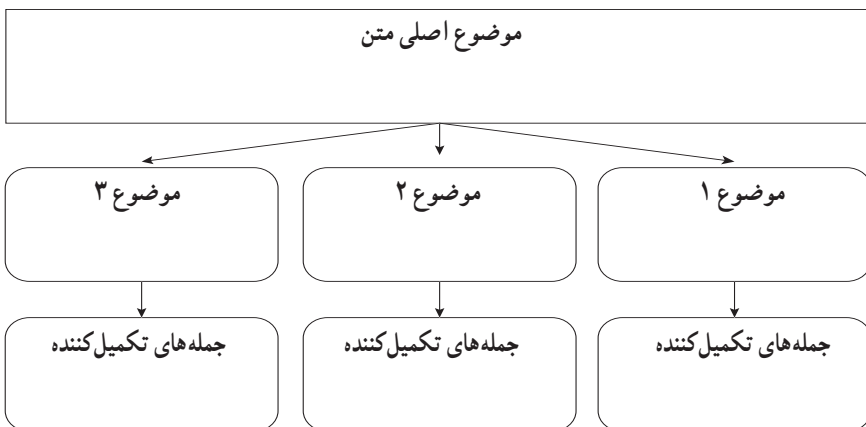 موضوع اصلی متن
موضوع ۱
موضوع ۲
موضوع ۳
جمله‌های تکمیل‌کننده
جمله‌های تکمیل‌کننده
جمله‌های تکمیل‌کننده